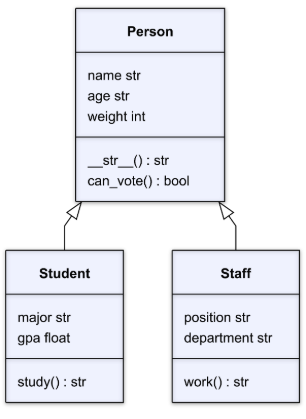 Person
name str
age str
weight int
__str__() : str
can_vote() : bool
Student
major str
gpa float
study() : str
Staff
position str
department str
work() : str